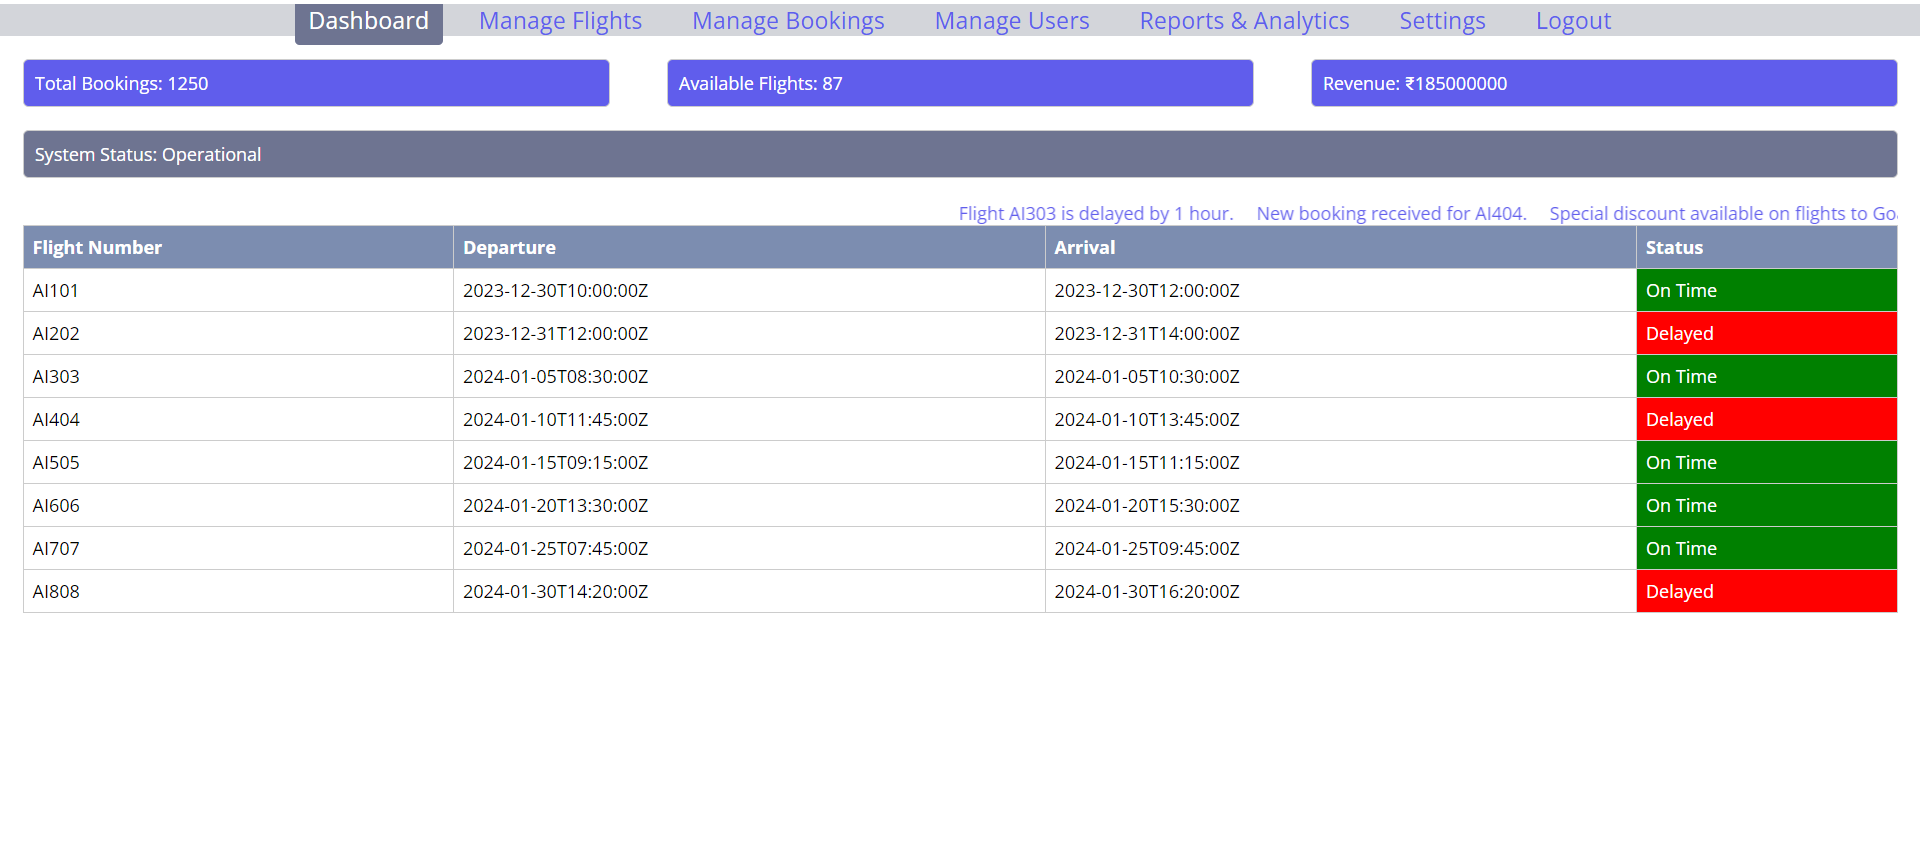 Dashboard Manage Flights Manage Bookings Manage Users Reports & Analytics Settings Logout
Total Bookings: 1250 Available Flights: 87 Revenue: ₹185000000
System Status: Operational
Flight AI303 is delayed by 1 hour. New booking received for AI404. Special discount available on flights to
Flight Number Departure Arrival Status
AI101 2023-12-30T10:00:00Z 2023-12-30T12:00:00Z On Time
AI202 2023-12-31T12:00:00Z 2023-12-31T14:00:00Z Delayed
AI303 2024-01-05T08:30:00Z 2024-01-05T10:30:00Z On Time
AI404 2024-01-10T11:45:00Z 2024-01-10T13:45:00Z Delayed
AI505 2024-01-15T09:15:00Z 2024-01-15T11:15:00Z On Time
AI606 2024-01-20T13:30:00Z 2024-01-20T15:30:00Z On Time
AI707 2024-01-25T07:45:00Z 2024-01-25T09:45:00Z On Time
AI808 2024-01-30T14:20:00Z 2024-01-30T16:20:00Z Delayed